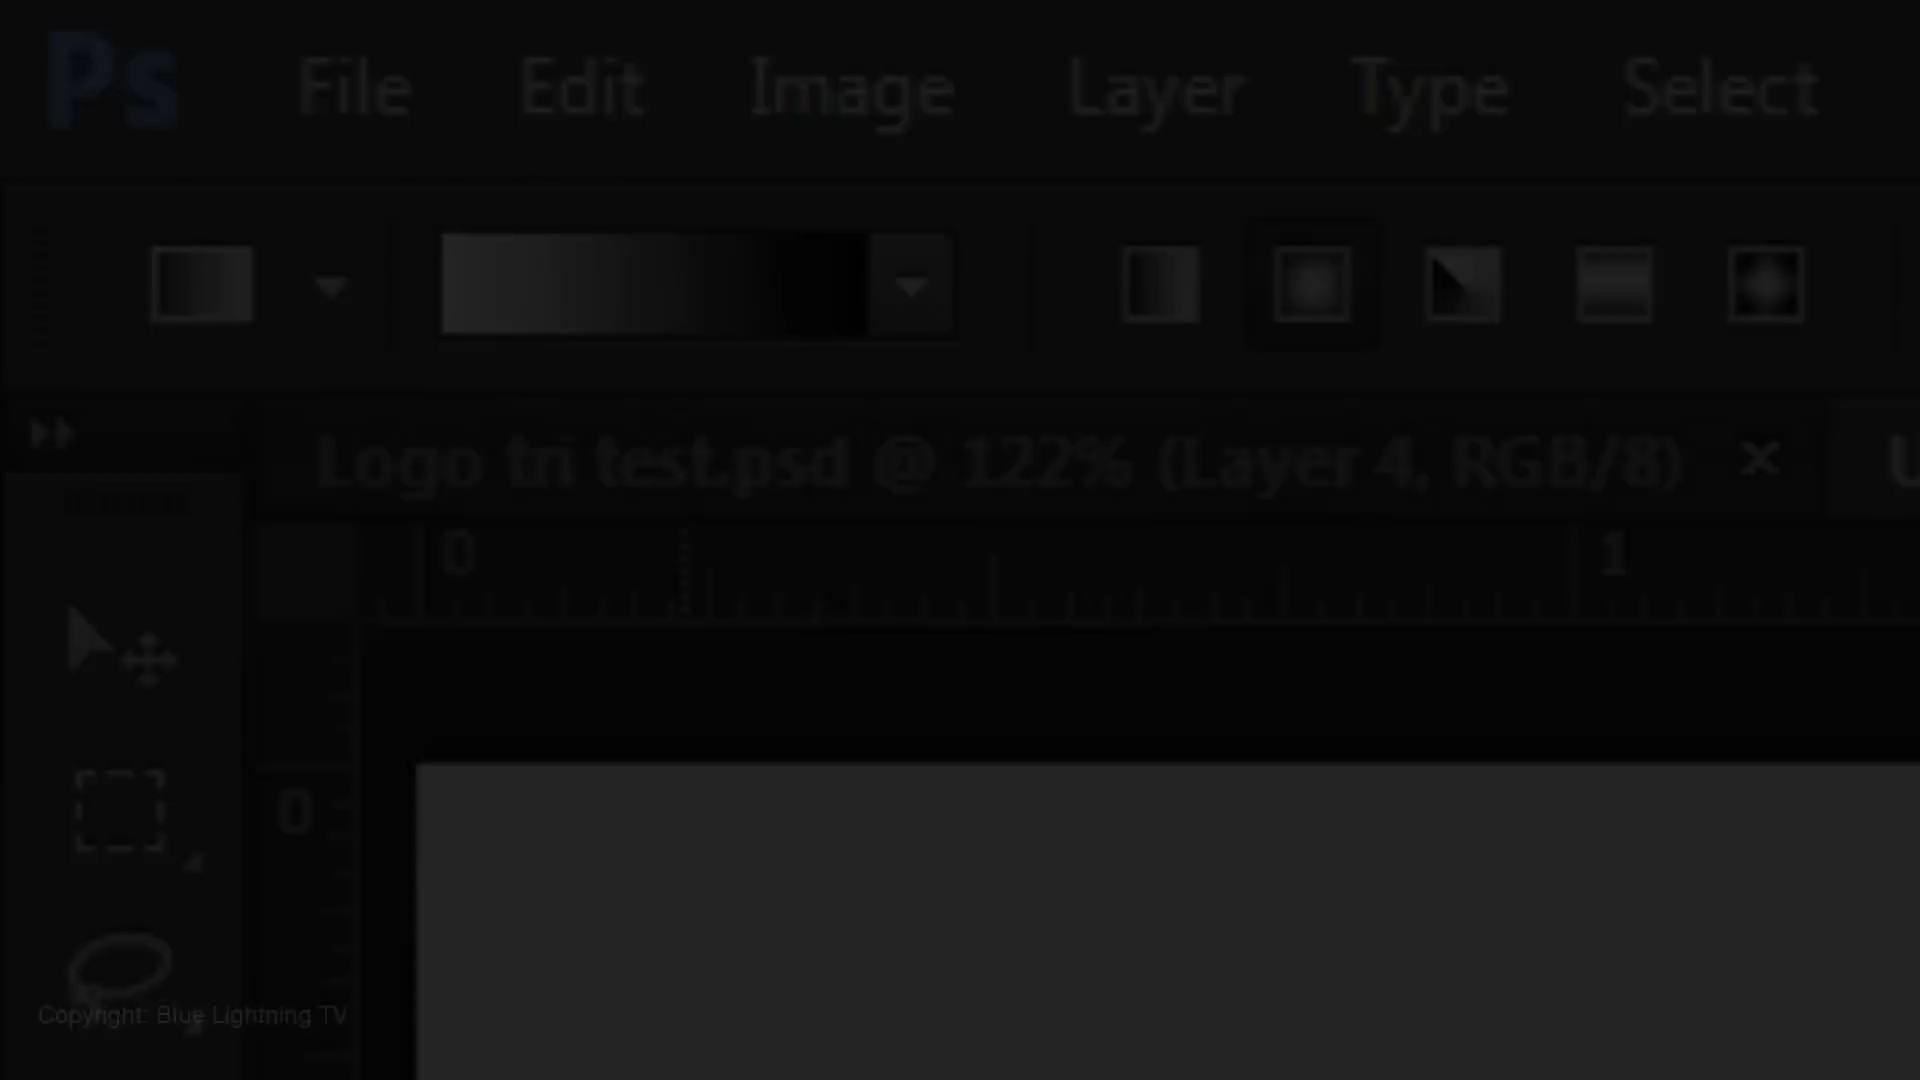 Ps File Edit Image Layer Type Select
Logo tri test.psd @ 122% (Layer 4, RGB/8) ×
0 1
0
Copyright: Blue Lightning TV